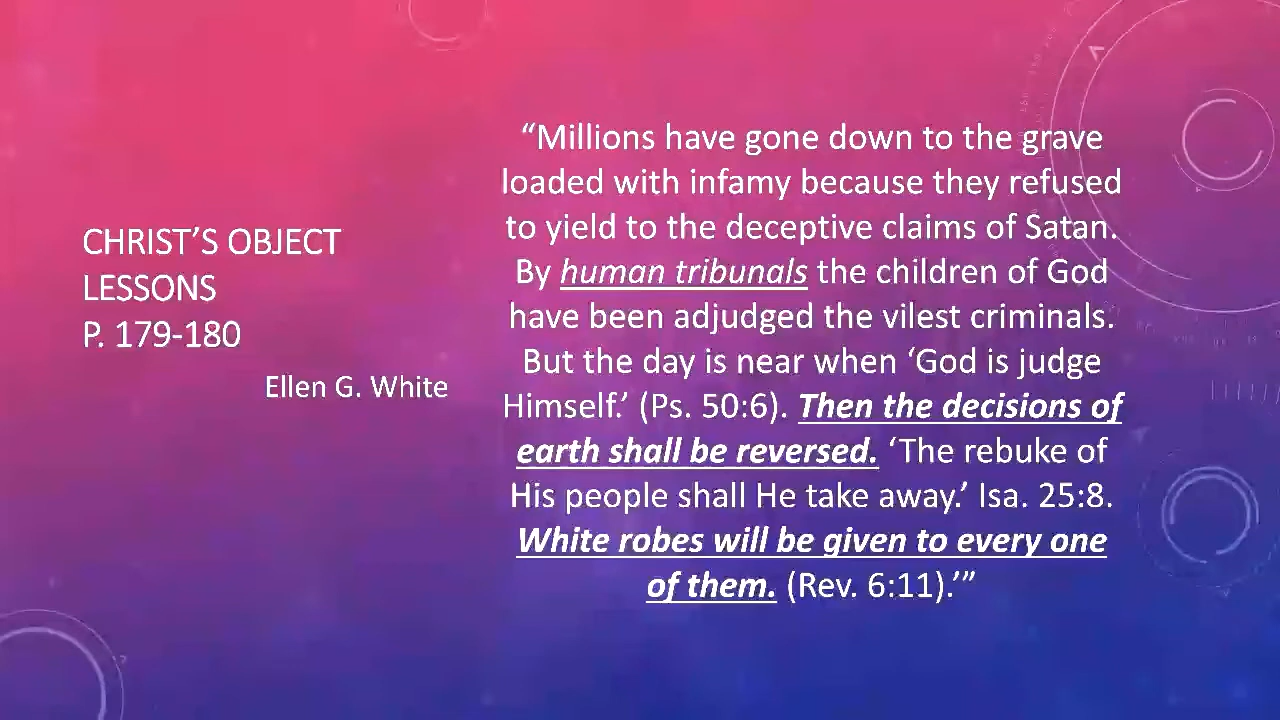 CHRIST’S OBJECT
LESSONS
P. 179-180
Ellen G. White
“Millions have gone down to the grave
loaded with infamy because they refused
to yield to the deceptive claims of Satan.
By human tribunals the children of God
have been adjudged the vilest criminals.
But the day is near when ‘God is judge
Himself.’ (Ps. 50:6). Then the decisions of
earth shall be reversed. ‘The rebuke of
His people shall He take away.’ Isa. 25:8.
White robes will be given to every one
of them. (Rev. 6:11).’”